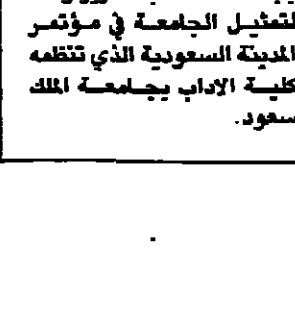 لتمثيل الجامعة في مؤتمر
المدينة السعودية الذي تنظمه
كلية الاداب بجامعة الملك
سعود.